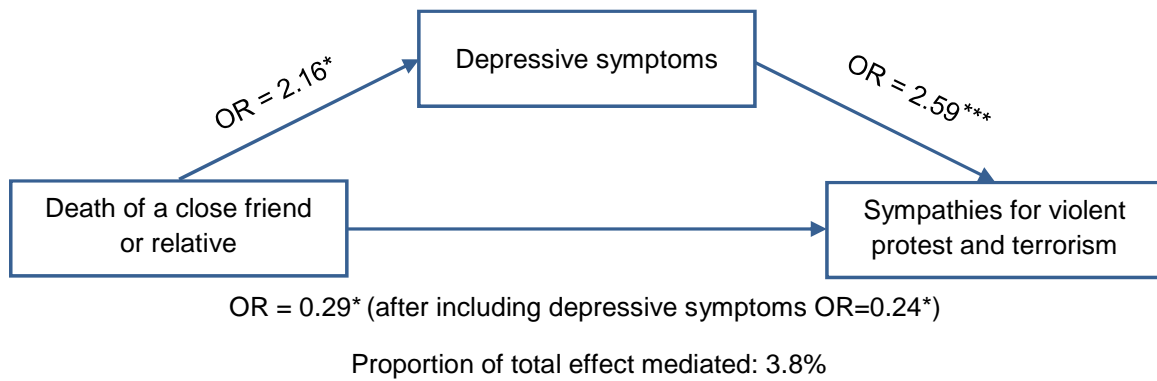 Depressive symptoms
OR = 2.16*
OR = 2.59***
Death of a close friend
or relative
Sympathies for violent
protest and terrorism
OR = 0.29* (after including depressive symptoms OR=0.24*)
Proportion of total effect mediated: 3.8%